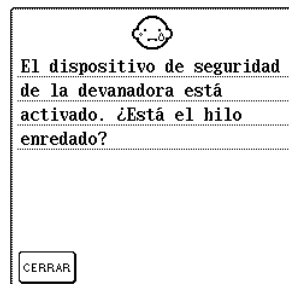 El dispositivo de seguridad
de la devanadora está
activado. ¿Está el hilo
enredado?
CERRAR